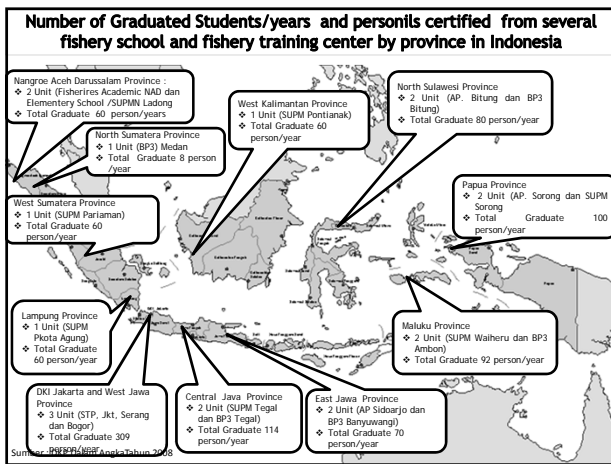 Number of Graduated Students/years and personils certified from several
fishery school and fishery training center by province in Indonesia
Nangroe Aceh Darussalam Province :
❖ 2 Unit (Fisherires Academic NAD dan
Elementery School /SUPMN Ladong
❖ Total Graduate 60 person/years
North Sumatera Province
❖ 1 Unit (BP3) Medan
❖ Total Graduate 8 person
/year
West Sumatera Province
❖ 1 Unit (SUPM Pariaman)
❖ Total Graduate 60
person/year
West Kalimantan Province
❖ 1 Unit (SUPM Pontianak)
❖ Total Graduate 60
person/year
North Sulawesi Province
❖ 2 Unit (AP. Bitung dan BP3
Bitung)
❖ Total Graduate 80 person/year
Papua Province
❖ 2 Unit (AP. Sorong dan SUPM
Sorong
❖ Total Graduate 100
person/year
Lampung Province
❖ 1 Unit (SUPM
Pkota Agung)
❖ Total Graduate
60 person/year
Maluku Province
❖ 2 Unit (SUPM Waiheru dan BP3
Ambon)
❖ Total Graduate 92 person/year
DKI Jakarta and West Jawa
Province
❖ 3 Unit (STP, Jkt, Serang
dan Bogor)
❖ Total Graduate 309
person/year
Central Java Province
❖ 2 Unit (SUPM Tegal
dan BP3 Tegal)
❖ Total Graduate 114
person/year
East Jawa Province
❖ 2 Unit (AP Sidoarjo dan
BP3 Banyuwangi)
❖ Total Graduate 70
person/year
Dalam AngkaTahun 2008